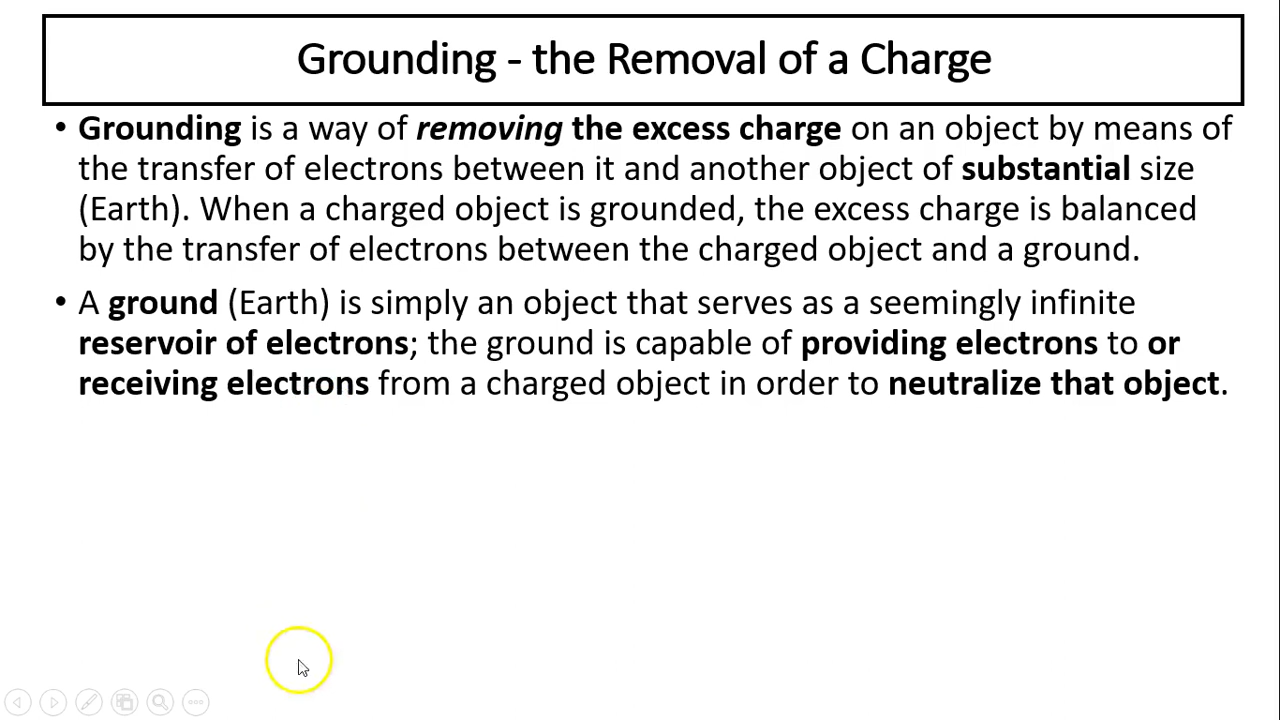 Grounding - the Removal of a Charge
• Grounding is a way of removing the excess charge on an object by means of
the transfer of electrons between it and another object of substantial size
(Earth). When a charged object is grounded, the excess charge is balanced
by the transfer of electrons between the charged object and a ground.
• A ground (Earth) is simply an object that serves as a seemingly infinite
reservoir of electrons; the ground is capable of providing electrons to or
receiving electrons from a charged object in order to neutralize that object.